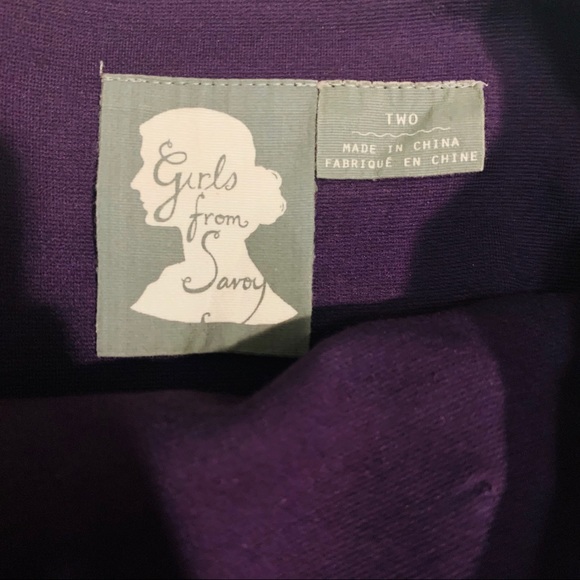 Girls
from
Savoy
TWO
MADE IN CHINA
FABRIQUÉ EN CHINE